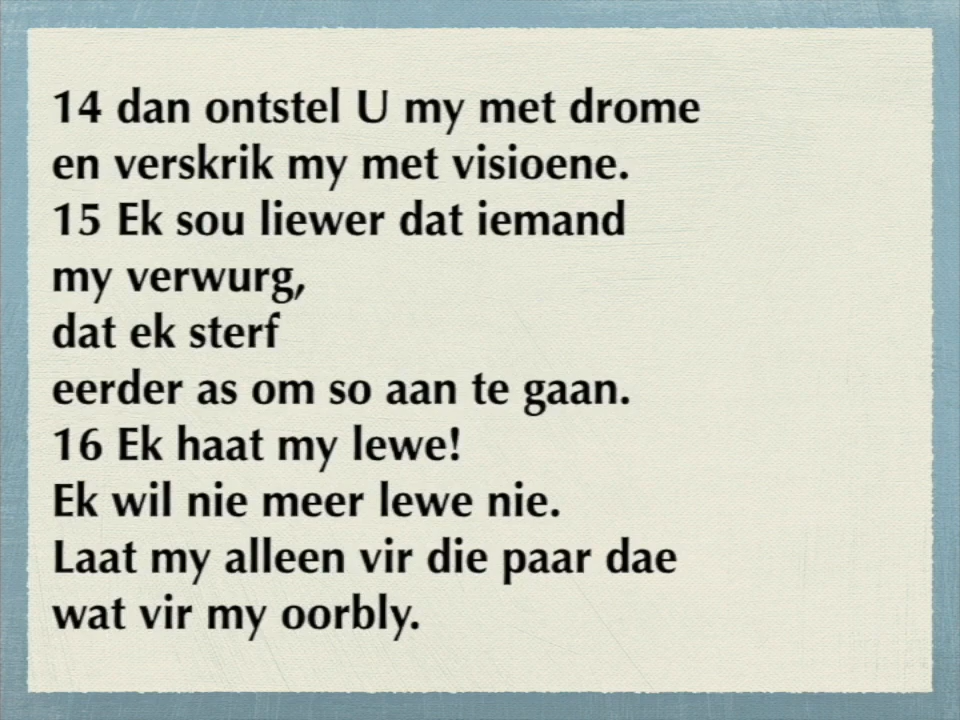 14 dan ontstel U my met drome
en verskrik my met visioene.
15 Ek sou liewer dat iemand
my verwurg,
dat ek sterf
eerder as om so aan te gaan.
16 Ek haat my lewe!
Ek wil nie meer lewe nie.
Laat my alleen vir die paar dae
wat vir my oorbly.